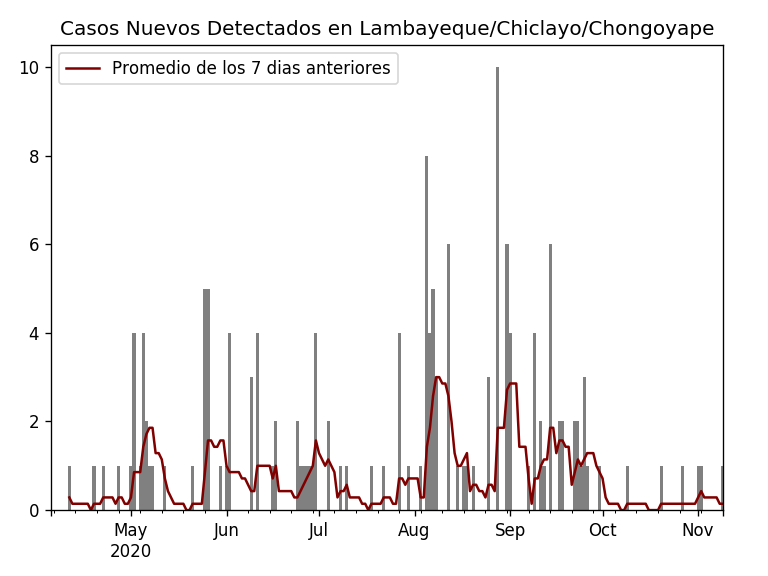 Casos Nuevos Detectados en Lambayeque/Chiclayo/Chongoyape
Promedio de los 7 dias anteriores
10
8
6
4
2
0
May Jun Jul Aug Sep Oct Nov
2020